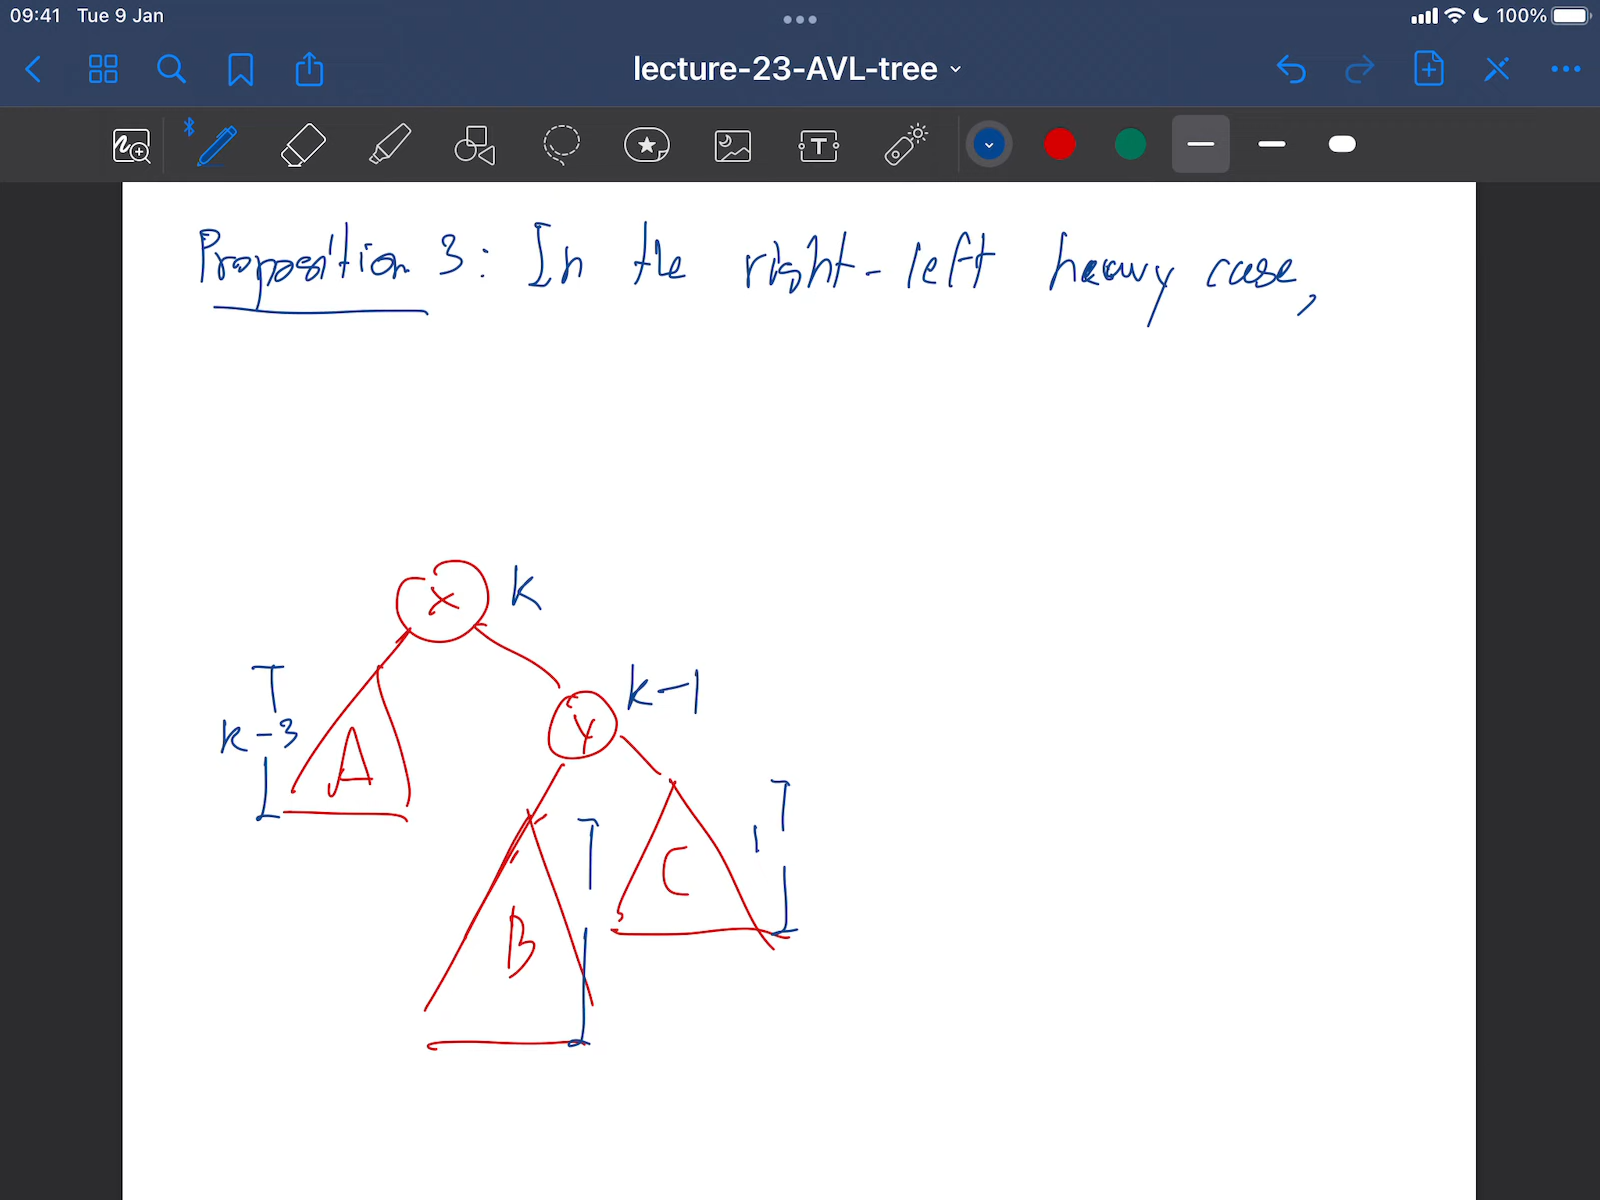 09:41 Tue 9 Jan 100%
lecture-23-AVL-tree
T
Proposition 3: In the right-left heavy case,
X k
k-1
k-3
Y
A
C
B